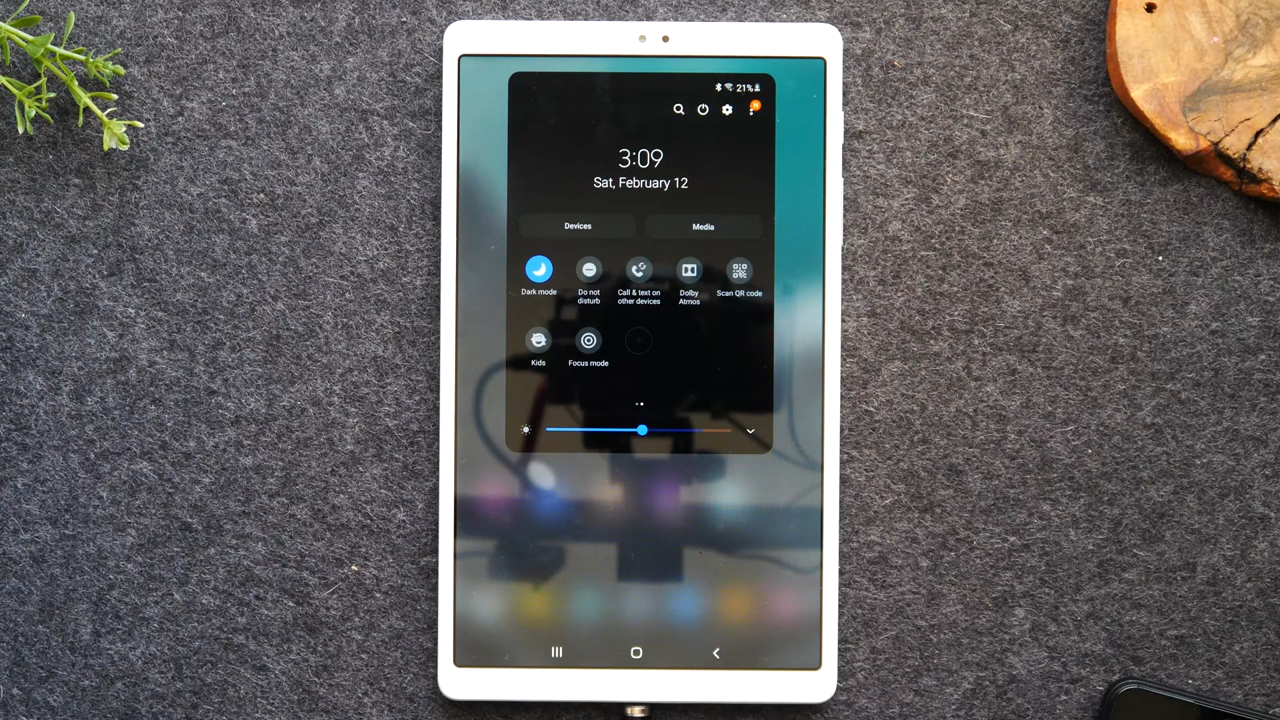 21%
N
3:09
Sat, February 12
Devices
Media
Dark mode
Do not
disturb
Call & text on
other devices
Dolby
Atmos
Scan QR code
Kids
Focus mode